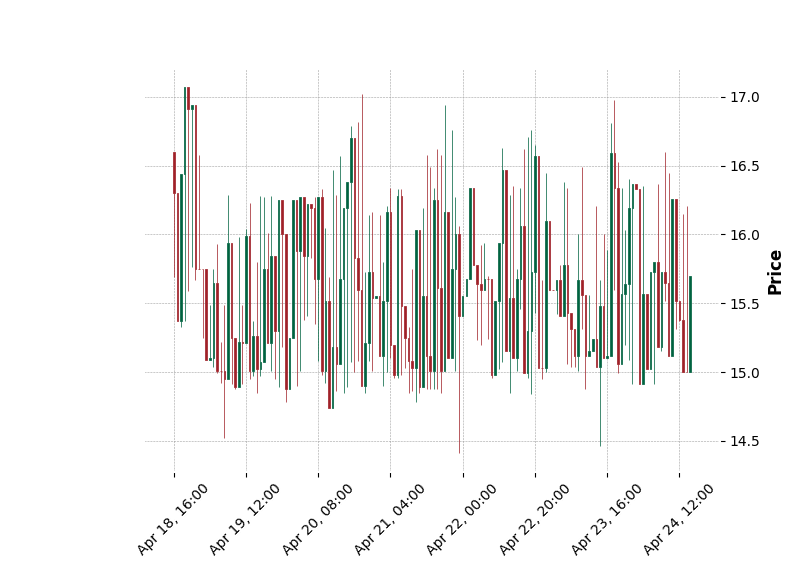 17.0
16.5
16.0
15.5
15.0
14.5
Price
Apr 18, 16:00
Apr 19, 12:00
Apr 20, 08:00
Apr 21, 04:00
Apr 22, 00:00
Apr 22, 20:00
Apr 23, 16:00
Apr 24, 12:00